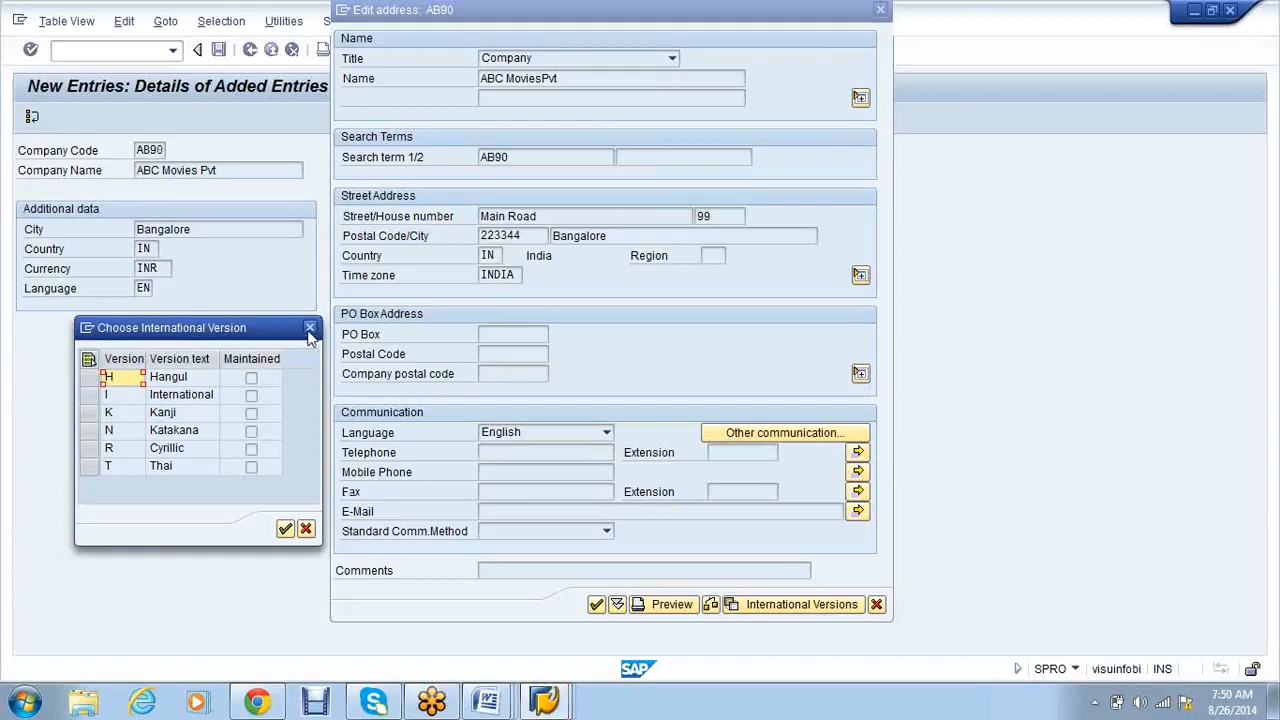 Table View Edit Goto Selection Utilities S
New Entries: Details of Added Entries
Company Code AB90
Company Name ABC Movies Pvt
Additional data
City Bangalore
Country IN
Currency INR
Language EN
Choose International Version
Version Version text Maintained
H Hangul
I International
K Kanji
N Katakana
R Cyrillic
T Thai
Edit address: AB90
Name
Title Company
Name ABC MoviesPvt
Search Terms
Search term 1/2 AB90
Street Address
Street/House number Main Road 99
Postal Code/City 223344 Bangalore
Country IN India Region
Time zone INDIA
PO Box Address
PO Box
Postal Code
Company postal code
Communication
Language English Other communication...
Telephone Extension
Mobile Phone
Fax Extension
E-Mail
Standard Comm.Method
Comments
Preview International Versions
SAP SPRO visuinfobi INS
7:50 AM
8/26/2014